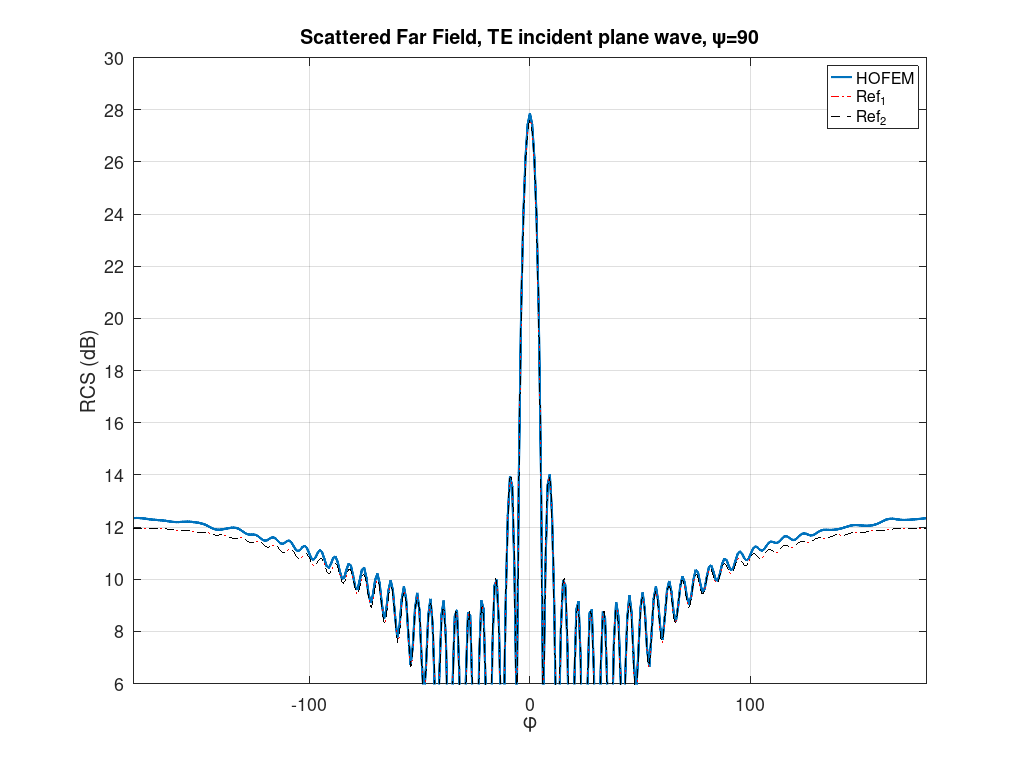 Scattered Far Field, TE incident plane wave, ψ=90
HOFEM
Ref₁
Ref₂
RCS (dB)
30
28
26
24
22
20
18
16
14
12
10
8
6
-100
0
100
φ